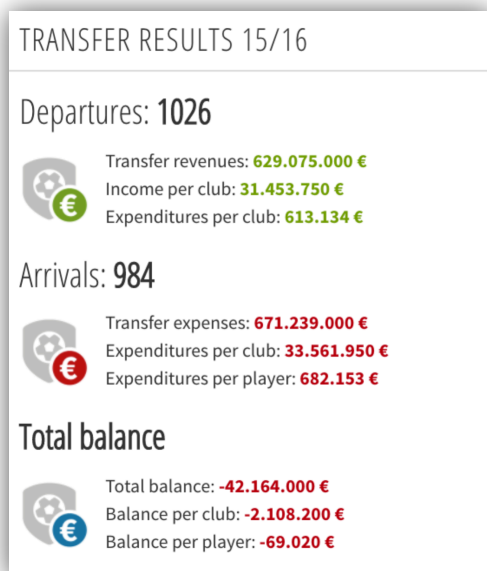 TRANSFER RESULTS 15/16
Departures: 1026
Transfer revenues: 629.075.000 €
Income per club: 31.453.750 €
Expenditures per club: 613.134 €
Arrivals: 984
Transfer expenses: 671.239.000 €
Expenditures per club: 33.561.950 €
Expenditures per player: 682.153 €
Total balance
Total balance: -42.164.000 €
Balance per club: -2.108.200 €
Balance per player: -69.020 €